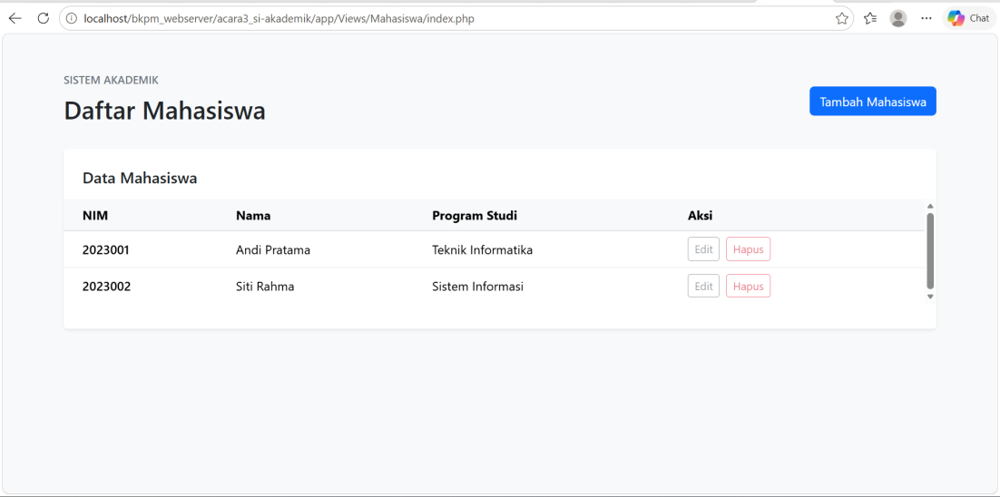 localhost/bkpm_webserver/acara3_si-akademik/app/Views/Mahasiswa/index.php
Chat
SISTEM AKADEMIK
Daftar Mahasiswa
Tambah Mahasiswa
Data Mahasiswa
NIM Nama Program Studi Aksi
2023001 Andi Pratama Teknik Informatika Edit Hapus
2023002 Siti Rahma Sistem Informasi Edit Hapus